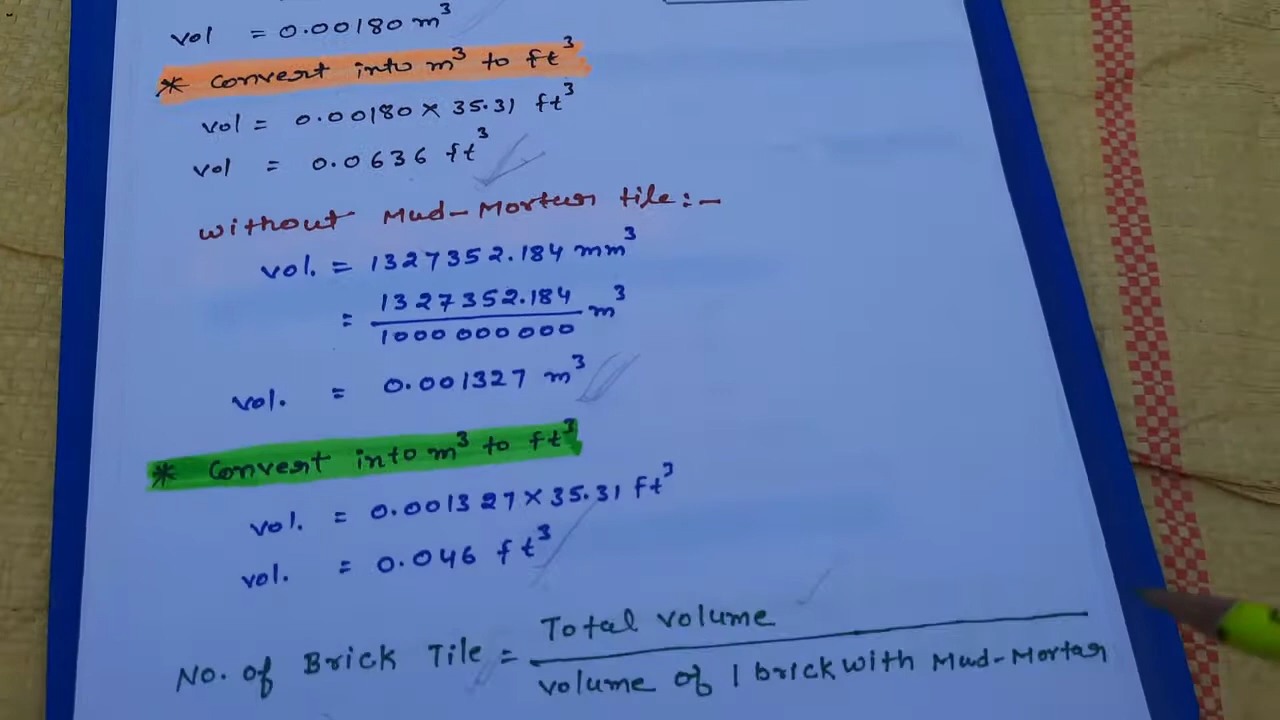 vol = 0.00180 m³
* Convert into m³ to ft³
vol = 0.00180 × 35.31 ft³
vol = 0.0636 ft³
without Mud-Mortar tile:-
vol. = 1327352.184 mm³
= 1327352.184 / 1000 000 000 m³
vol. = 0.001327 m³
* Convert into m³ to ft³
vol. = 0.001327 × 35.31 ft³
vol. = 0.046 ft³
No. of Brick Tile = Total volume / volume of 1 brick with Mud-Mortar